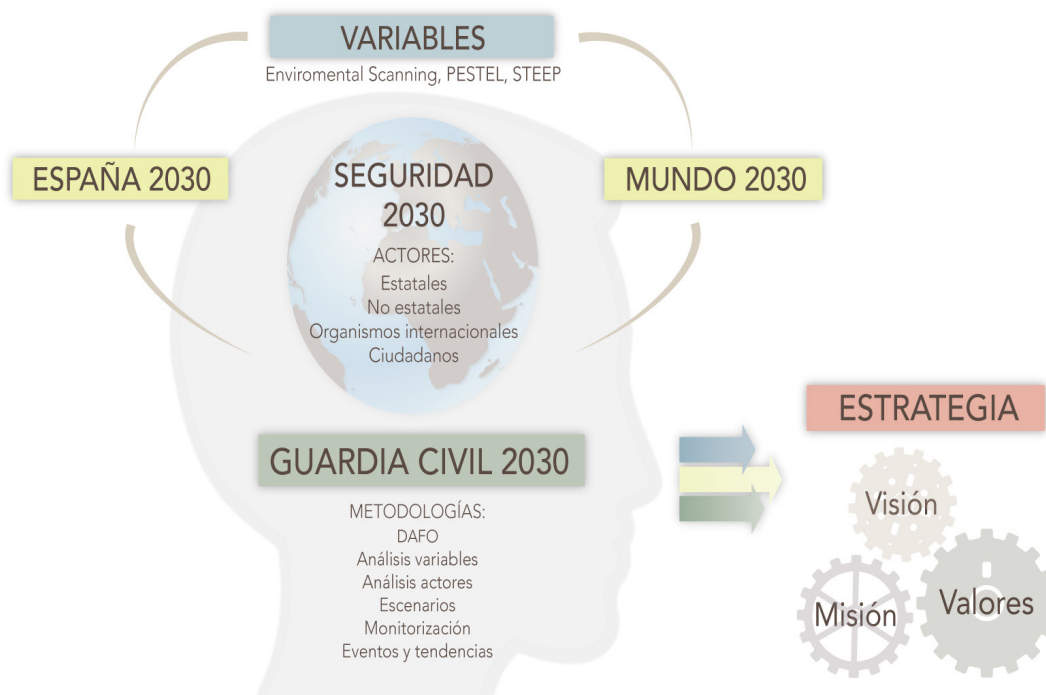 VARIABLES
Enviromental Scanning, PESTEL, STEEP
ESPAÑA 2030
MUNDO 2030
SEGURIDAD
2030
ACTORES:
Estatales
No estatales
Organismos internacionales
Ciudadanos
GUARDIA CIVIL 2030
METODOLOGÍAS:
DAFO
Análisis variables
Análisis actores
Escenarios
Monitorización
Eventos y tendencias
ESTRATEGIA
Visión
Misión
Valores